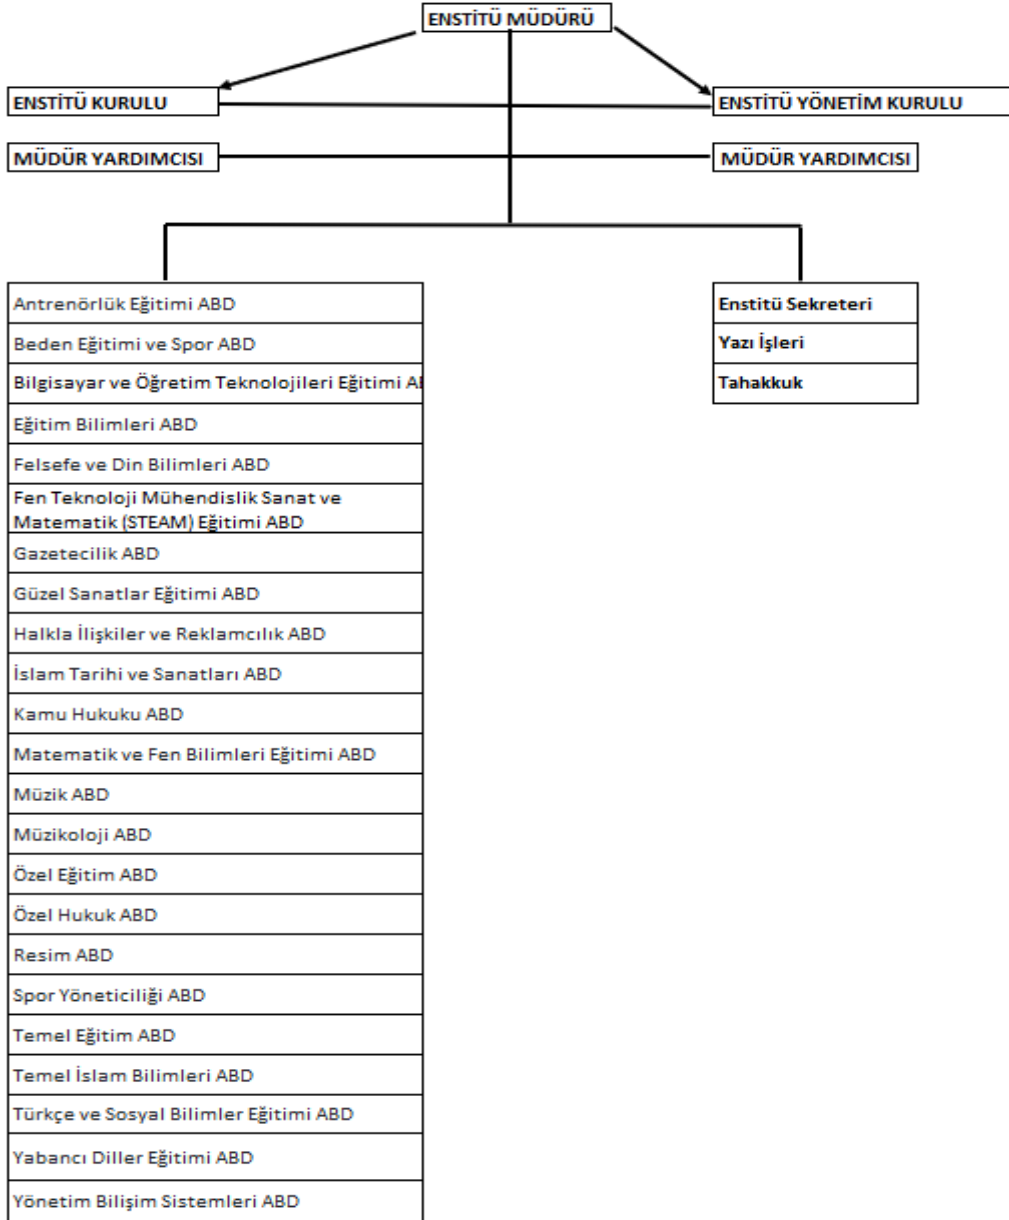 ENSTİTÜ MÜDÜRÜ
ENSTİTÜ KURULU
ENSTİTÜ YÖNETİM KURULU
MÜDÜR YARDIMCISI
MÜDÜR YARDIMCISI
Antrenörlük Eğitimi ABD
Beden Eğitimi ve Spor ABD
Bilgisayar ve Öğretim Teknolojileri Eğitimi
Eğitim Bilimleri ABD
Felsefe ve Din Bilimleri ABD
Fen Teknoloji Mühendislik Sanat ve
Matematik (STEAM) Eğitimi ABD
Gazetecilik ABD
Güzel Sanatlar Eğitimi ABD
Halkla İlişkiler ve Reklamcılık ABD
İslam Tarihi ve Sanatları ABD
Kamu Hukuku ABD
Matematik ve Fen Bilimleri Eğitimi ABD
Müzik ABD
Müzikoloji ABD
Özel Eğitim ABD
Özel Hukuk ABD
Resim ABD
Spor Yöneticiliği ABD
Temel Eğitim ABD
Temel İslam Bilimleri ABD
Türkçe ve Sosyal Bilimler Eğitimi ABD
Yabancı Diller Eğitimi ABD
Yönetim Bilişim Sistemleri ABD
Enstitü Sekreteri
Yazı İşleri
Tahakkuk